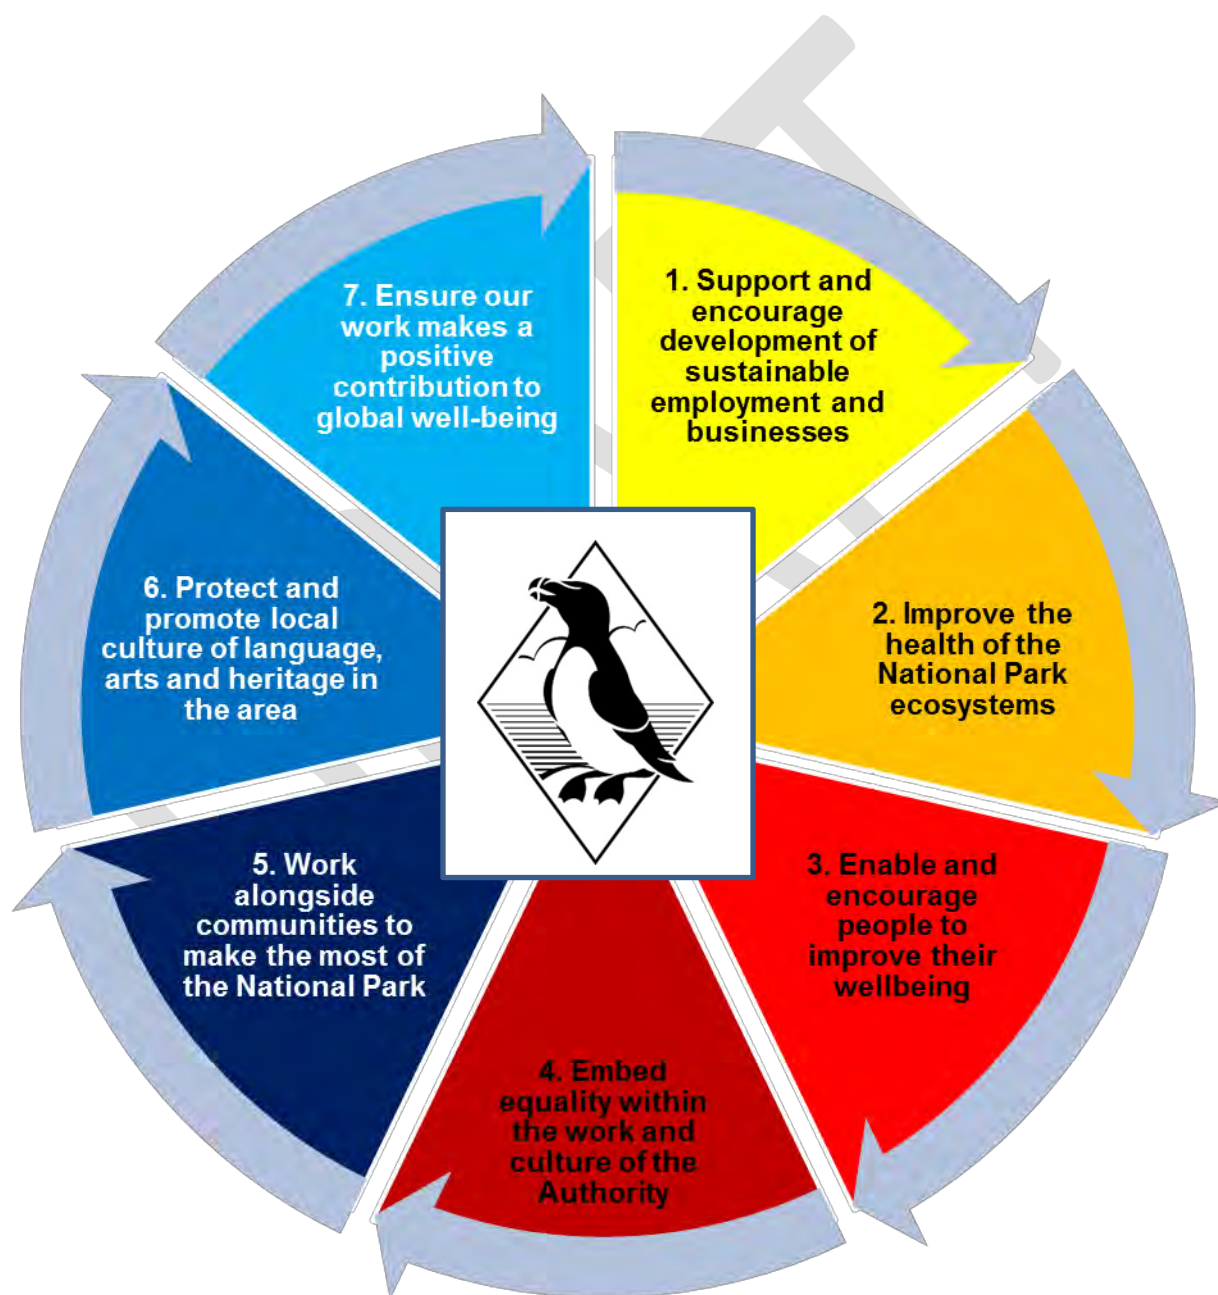 1. Support and
encourage
development of
sustainable
employment and
businesses
2. Improve the
health of the
National Park
ecosystems
3. Enable and
encourage
people to
improve their
wellbeing
4. Embed
equality within
the work and
culture of the
Authority
5. Work
alongside
communities to
make the most of
the National Park
6. Protect and
promote local
culture of language,
arts and heritage in
the area
7. Ensure our
work makes a
positive
contribution to
global well-being